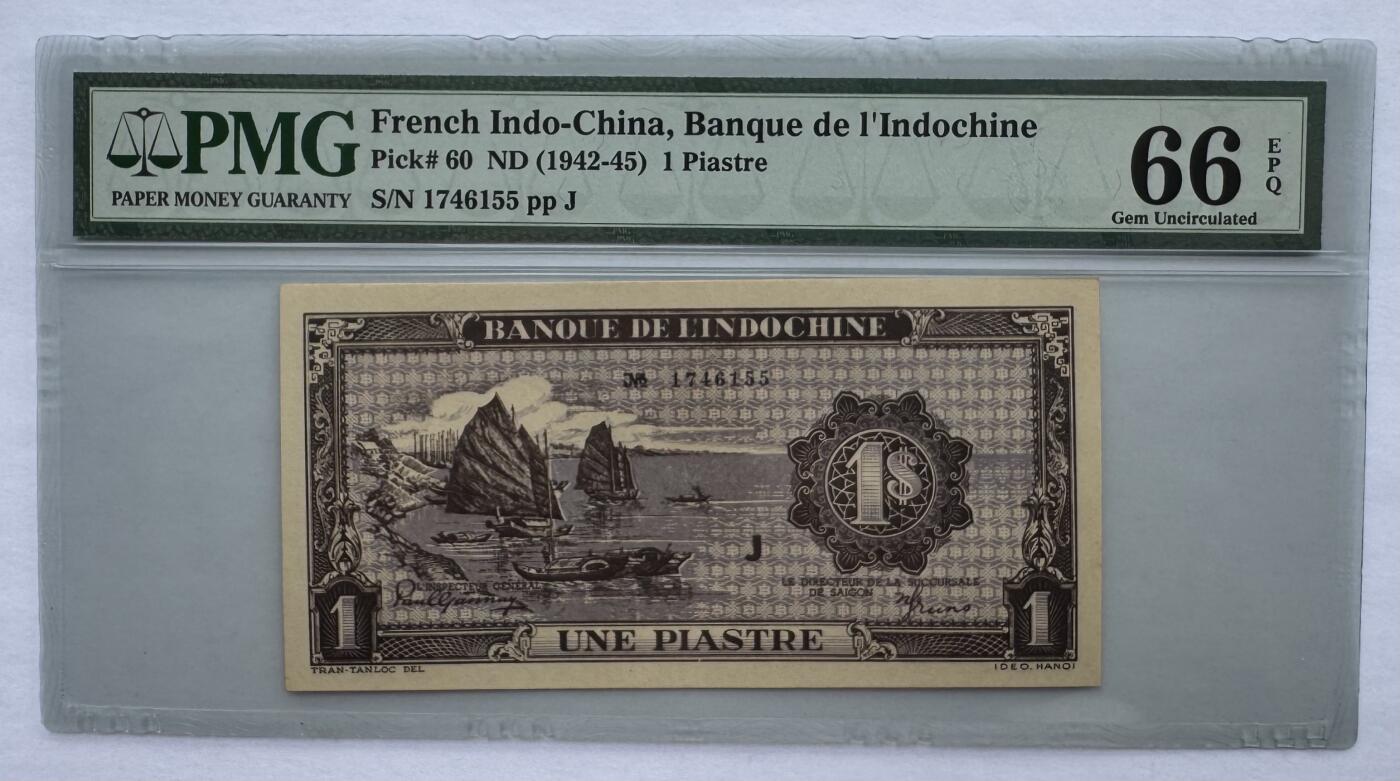 PMG
PAPER MONEY GUARANTY
French Indo-China, Banque de l'Indochine
Pick# 60 ND (1942-45) 1 Piastre
S/N 1746155 pp J
66
EPQ
Gem Uncirculated
BANQUE DE L'INDOCHINE
No 1746155
1$
J
L'INSPECTEUR GÉNÉRAL
LE DIRECTEUR DE LA SUCCURSALE
DE SAIGON
1
UNE PIASTRE
1
TRAN-TANLOC DEL
IDEO. HANOI